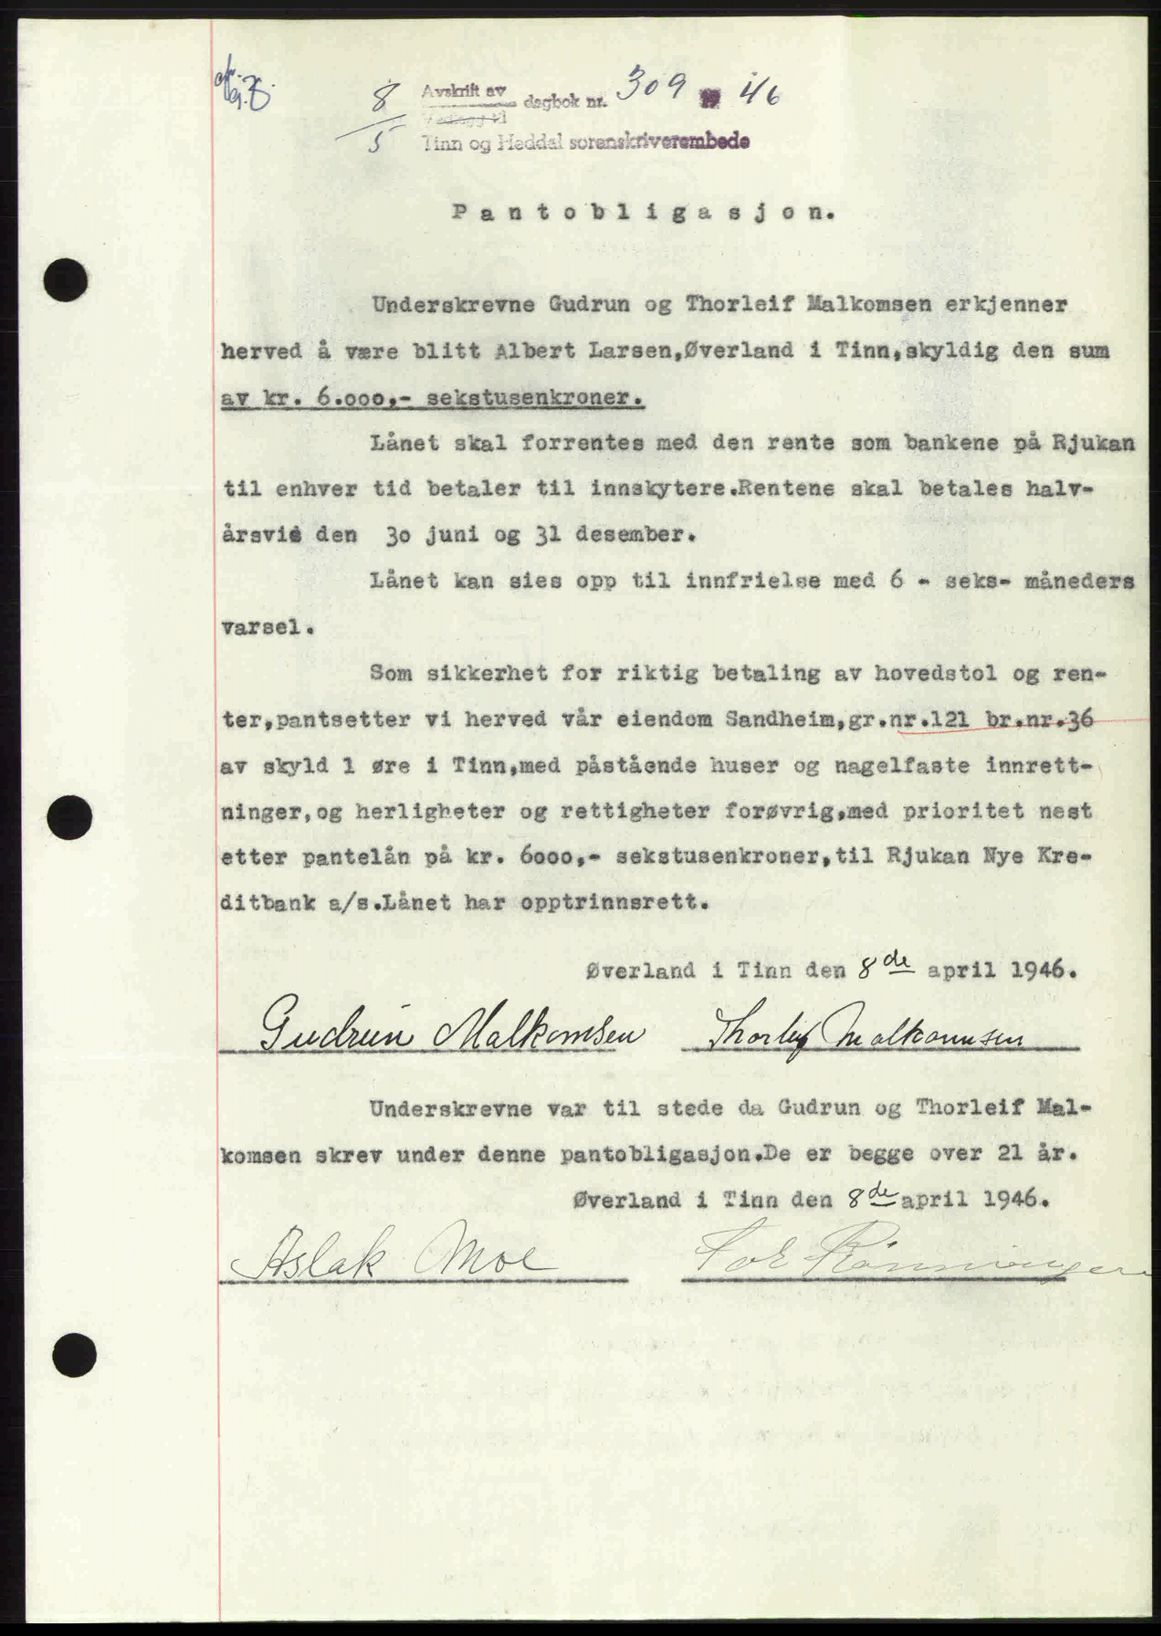 8/5 Avskrift av dagbok nr. 309 19 46
Vedlegg til
Tinn og Heddal sorenskriverembede
Pantobligasjon.
Underskrevne Gudrun og Thorleif Malkomsen erkjenner
herved å være blitt Albert Larsen,Øverland i Tinn,skyldig den sum
av kr. 6.000,- sekstusenkroner.
Lånet skal forrentes med den rente som bankene på Rjukan
til enhver tid betaler til innskytere.Rentene skal betales halv-
årsvis den 30 juni og 31 desember.
Lånet kan sies opp til innfrielse med 6 - seks- måneders
varsel.
Som sikkerhet for riktig betaling av hovedstol og ren-
ter,pantsetter vi herved vår eiendom Sandheim,gr.nr.121 br.nr.36
av skyld 1 øre i Tinn,med påstående huser og nagelfaste innrett-
ninger,og herligheter og rettigheter forøvrig,med prioritet nest
etter pantelån på kr. 6000,- sekstusenkroner,til Rjukan Nye Kre-
ditbank a/s.Lånet har opptrinnsrett.
Øverland i Tinn den 8de april 1946.
Gudrun Malkomsen Thorleif Malkomsen
Underskrevne var til stede da Gudrun og Thorleif Mal-
komsen skrev under denne pantobligasjon.De er begge over 21 år.
Øverland i Tinn den 8de april 1946.
Aslak Moe Tor Rønningen